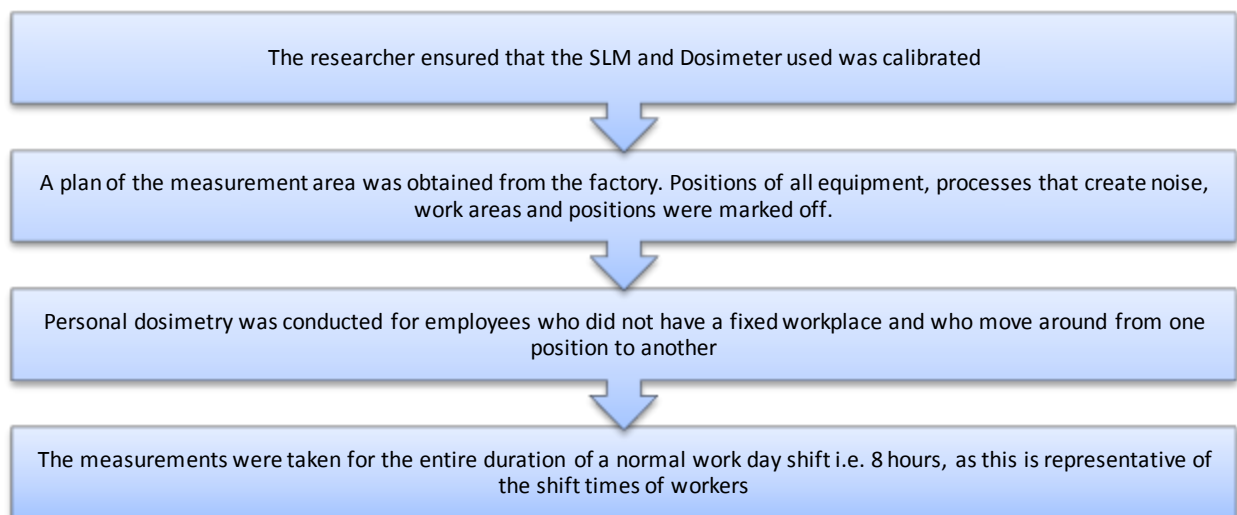 The researcher ensured that the SLM and Dosimeter used was calibrated
A plan of the measurement area was obtained from the factory. Positions of all equipment, processes that create noise,
work areas and positions were marked off.
Personal dosimetry was conducted for employees who did not have a fixed workplace and who move around from one
position to another
The measurements were taken for the entire duration of a normal work day shift i.e. 8 hours, as this is representative of
the shift times of workers